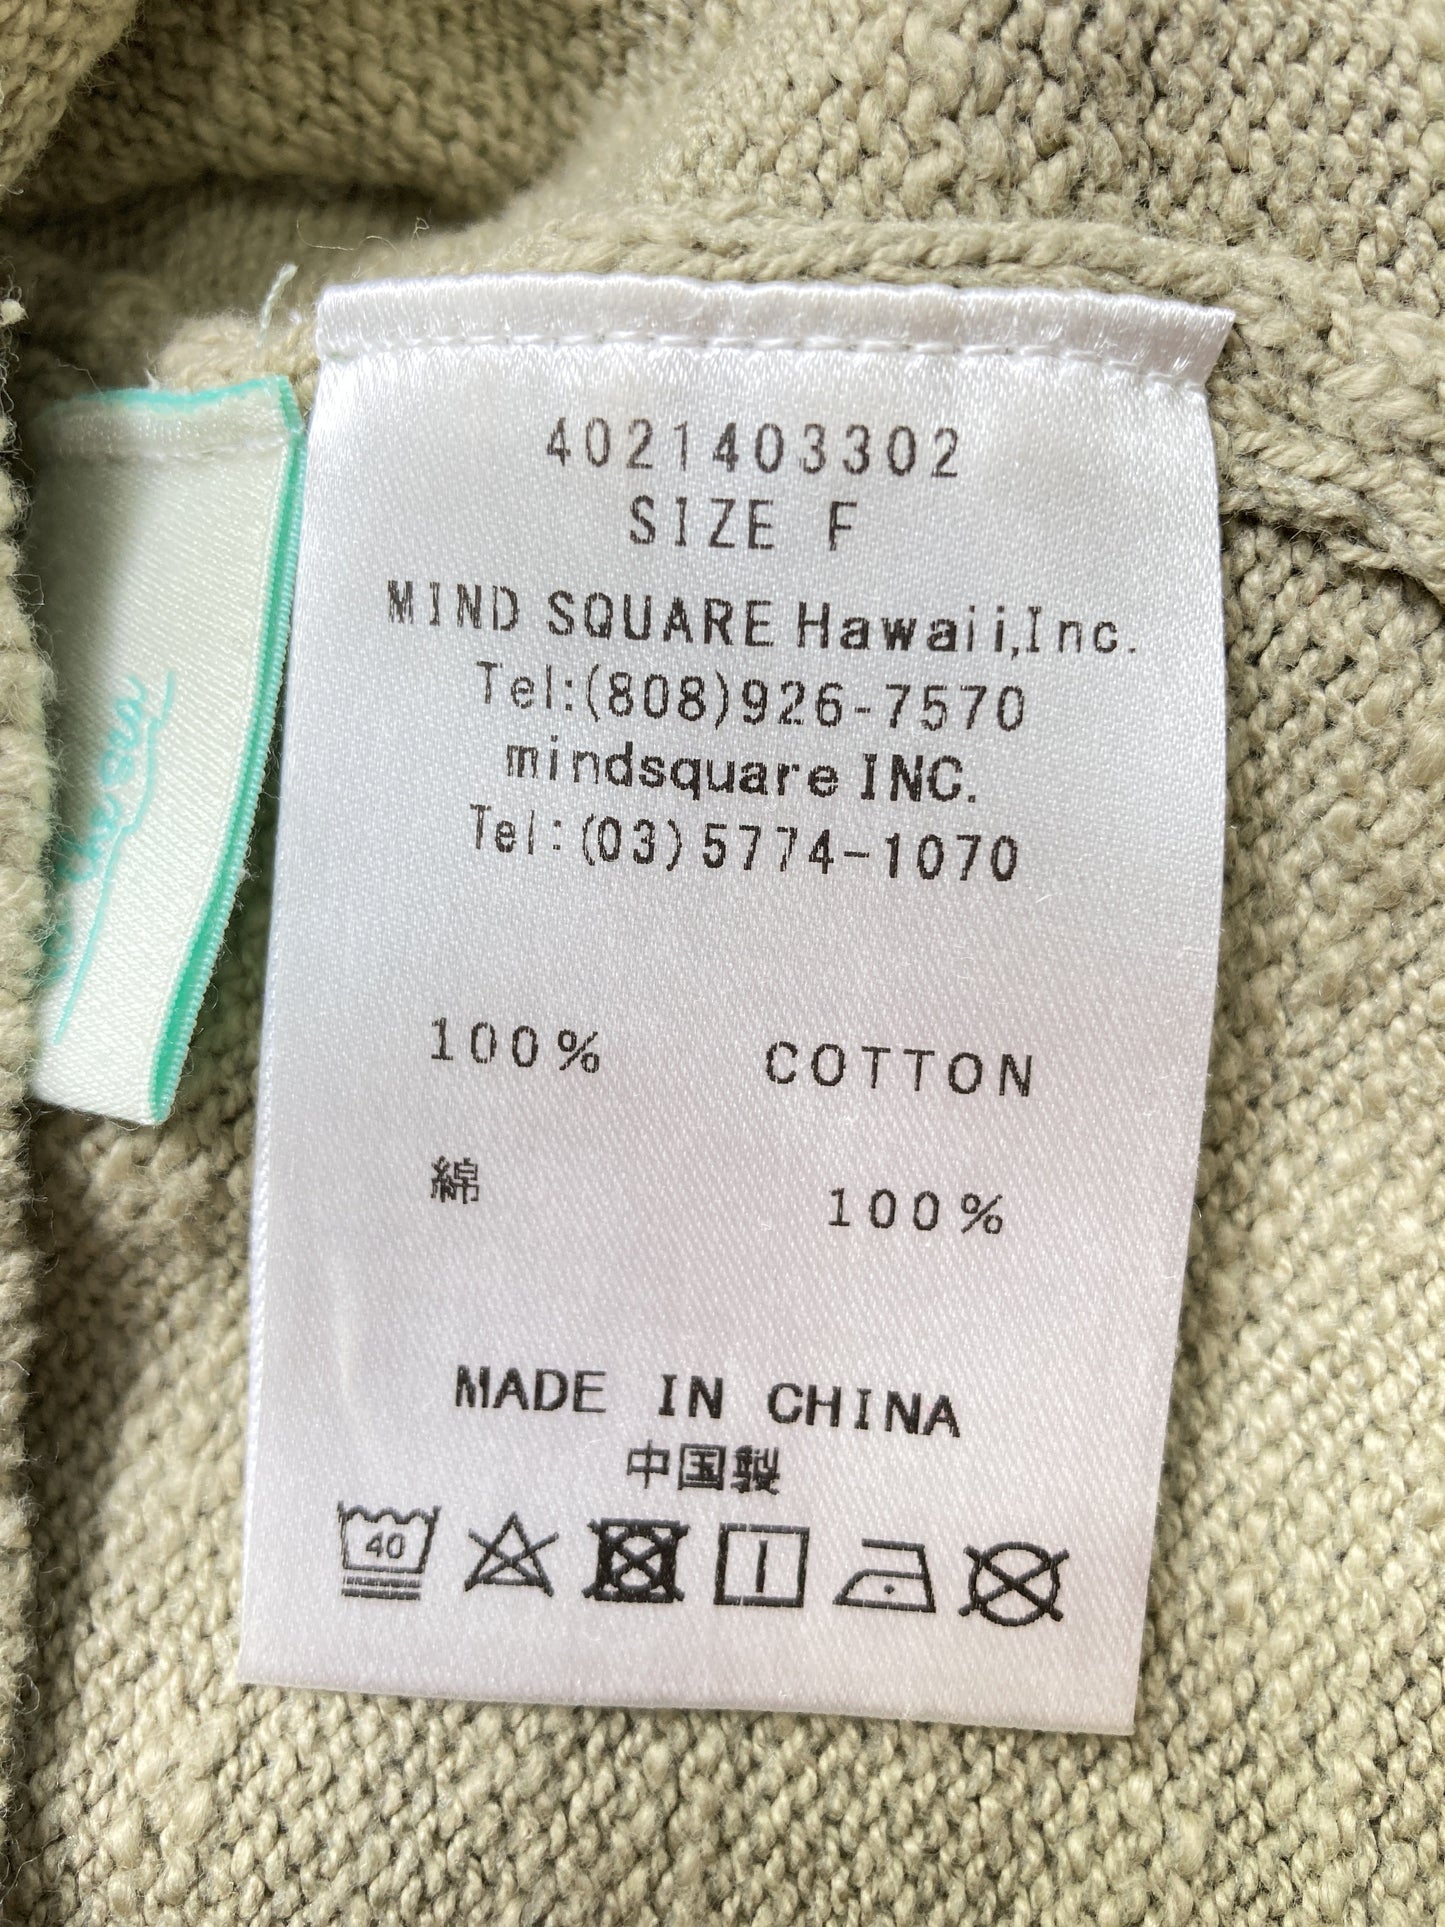 4021403302
SIZE F
MIND SQUARE Hawaii,Inc.
Tel:(808)926-7570
mindsquare INC.
Tel:(03)5774-1070
100% COTTON
綿 100%
MADE IN CHINA
中国製
40